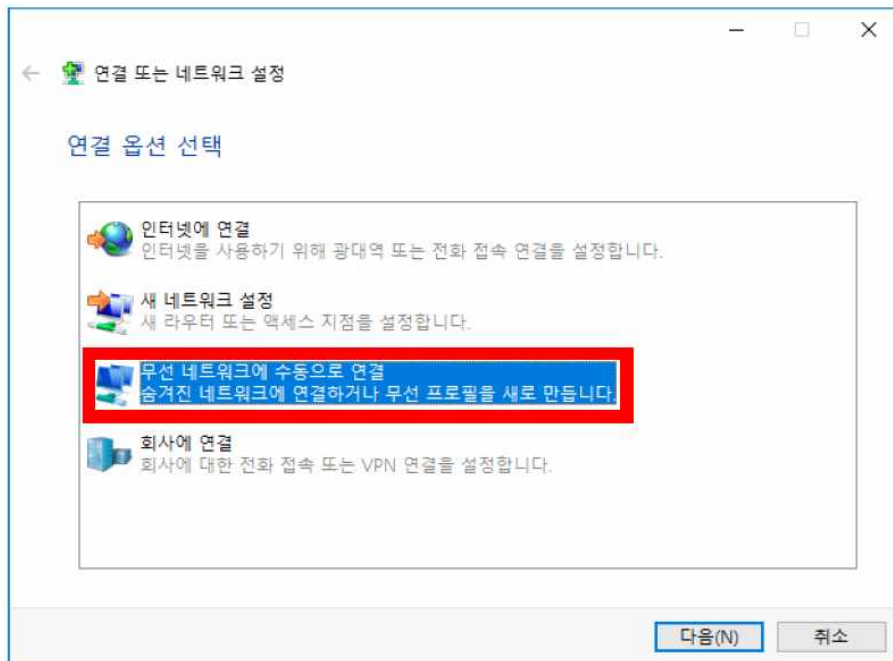 연결 또는 네트워크 설정
연결 옵션 선택
인터넷에 연결
인터넷을 사용하기 위해 광대역 또는 전화 접속 연결을 설정합니다.
새 네트워크 설정
새 라우터 또는 액세스 지점을 설정합니다.
무선 네트워크에 수동으로 연결
숨겨진 네트워크에 연결하거나 무선 프로필을 새로 만듭니다.
회사에 연결
회사에 대한 전화 접속 또는 VPN 연결을 설정합니다.
다음(N)
취소